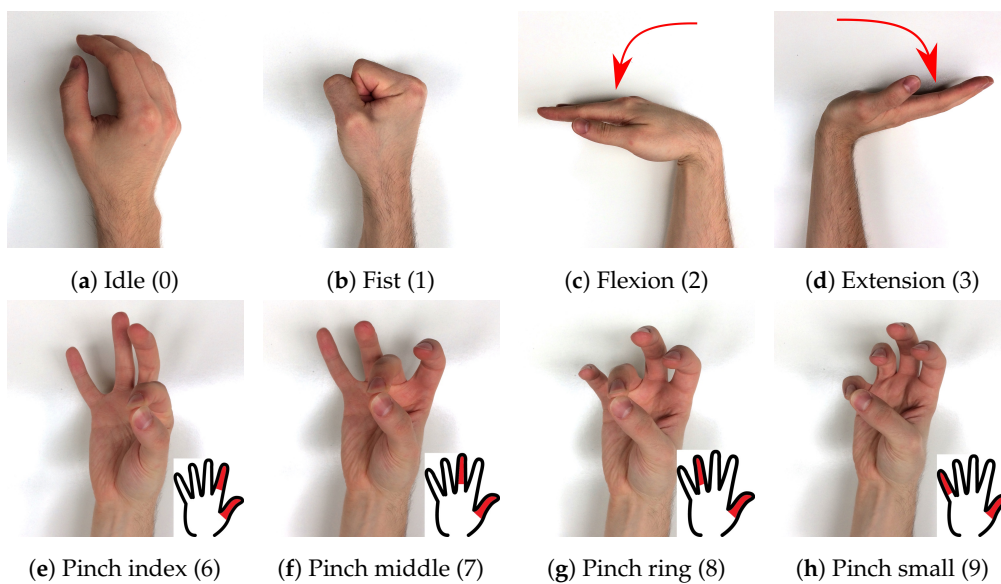 (a) Idle (0)
(b) Fist (1)
(c) Flexion (2)
(d) Extension (3)
(e) Pinch index (6)
(f) Pinch middle (7)
(g) Pinch ring (8)
(h) Pinch small (9)